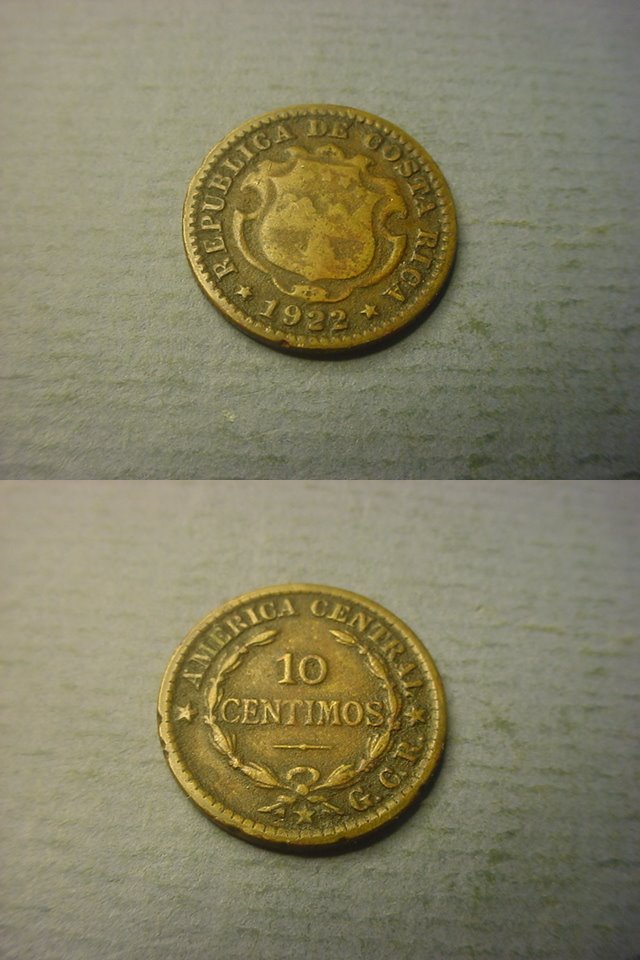 REPUBLICA DE COSTA RICA
1922
AMERICA CENTRAL
10
CENTIMOS
G.C.R.